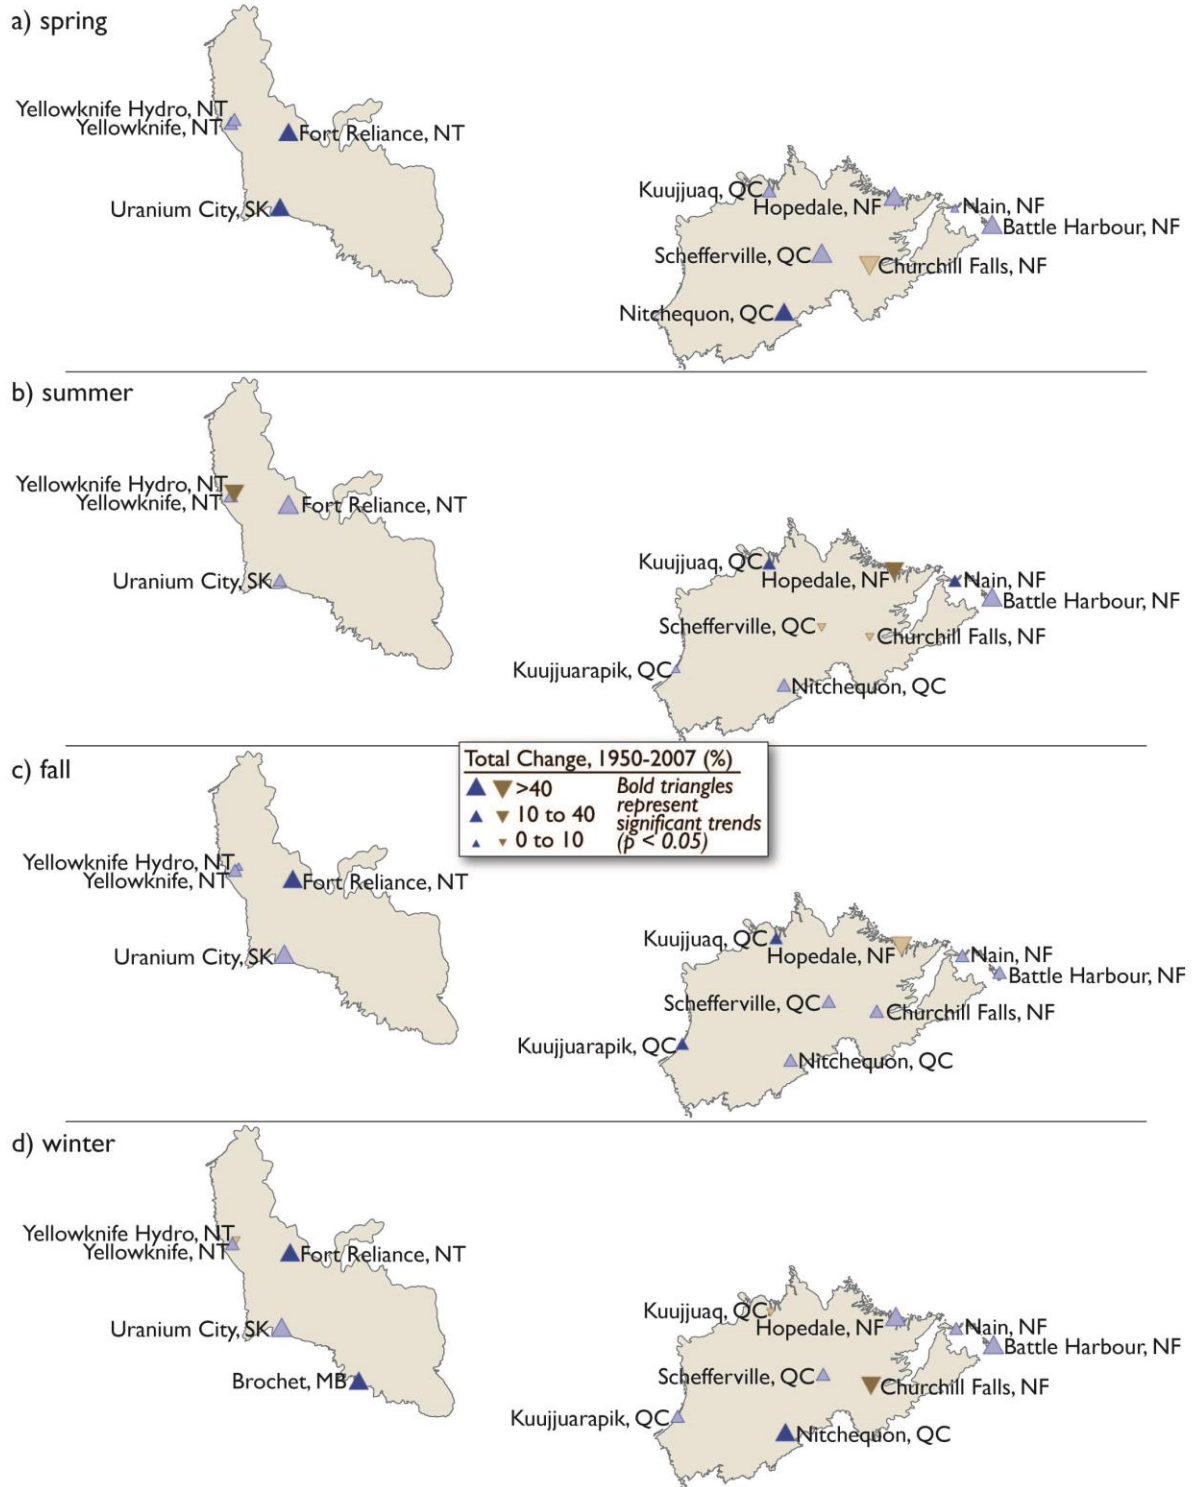 a) spring
Yellowknife Hydro, NT
Yellowknife, NT
Fort Reliance, NT
Uranium City, SK
Kuujjuaq, QC
Hopedale, NF
Nain, NF
Battle Harbour, NF
Schefferville, QC
Churchill Falls, NF
Nitchequon, QC
b) summer
Yellowknife Hydro, NT
Yellowknife, NT
Fort Reliance, NT
Uranium City, SK
Kuujjuaq, QC
Hopedale, NF
Nain, NF
Battle Harbour, NF
Schefferville, QC
Churchill Falls, NF
Kuujjuarapik, QC
Nitchequon, QC
c) fall
Total Change, 1950-2007 (%)
>40
10 to 40
0 to 10
Bold triangles
represent
significant trends
(p < 0.05)
Yellowknife Hydro, NT
Yellowknife, NT
Fort Reliance, NT
Uranium City, SK
Kuujjuaq, QC
Hopedale, NF
Nain, NF
Battle Harbour, NF
Schefferville, QC
Churchill Falls, NF
Kuujjuarapik, QC
Nitchequon, QC
d) winter
Yellowknife Hydro, NT
Yellowknife, NT
Fort Reliance, NT
Uranium City, SK
Brochet, MB
Kuujjuaq, QC
Hopedale, NF
Nain, NF
Battle Harbour, NF
Schefferville, QC
Churchill Falls, NF
Kuujjuarapik, QC
Nitchequon, QC